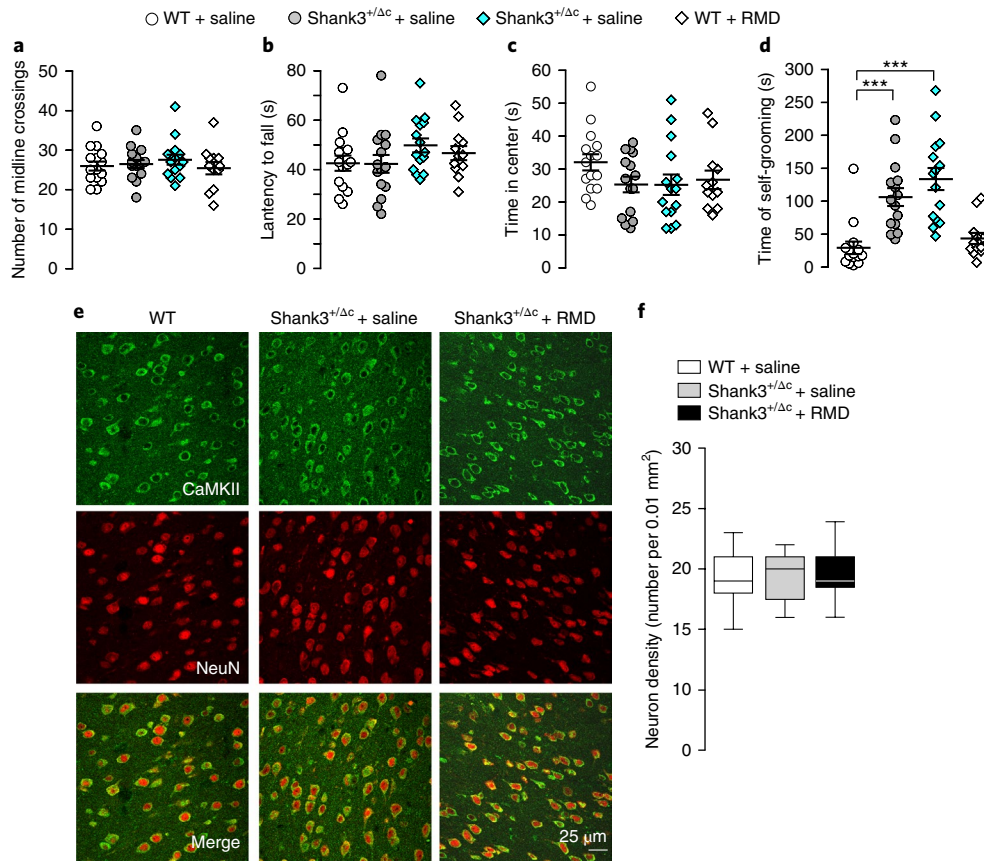 WT + saline Shank3+/Δc + saline Shank3+/Δc + saline WT + RMD
a b c d
Number of midline crossings
50
40
30
20
10
0
Lantency to fall (s)
80
60
40
20
0
Time in center (s)
60
50
40
30
20
10
0
Time of self-grooming (s)
300
250
200
150
100
50
0
***
***
e
WT Shank3+/Δc + saline Shank3+/Δc + RMD
CaMKII
NeuN
Merge
25 µm
f
WT + saline
Shank3+/Δc + saline
Shank3+/Δc + RMD
Neuron density (number per 0.01 mm²)
30
25
20
15
10
0